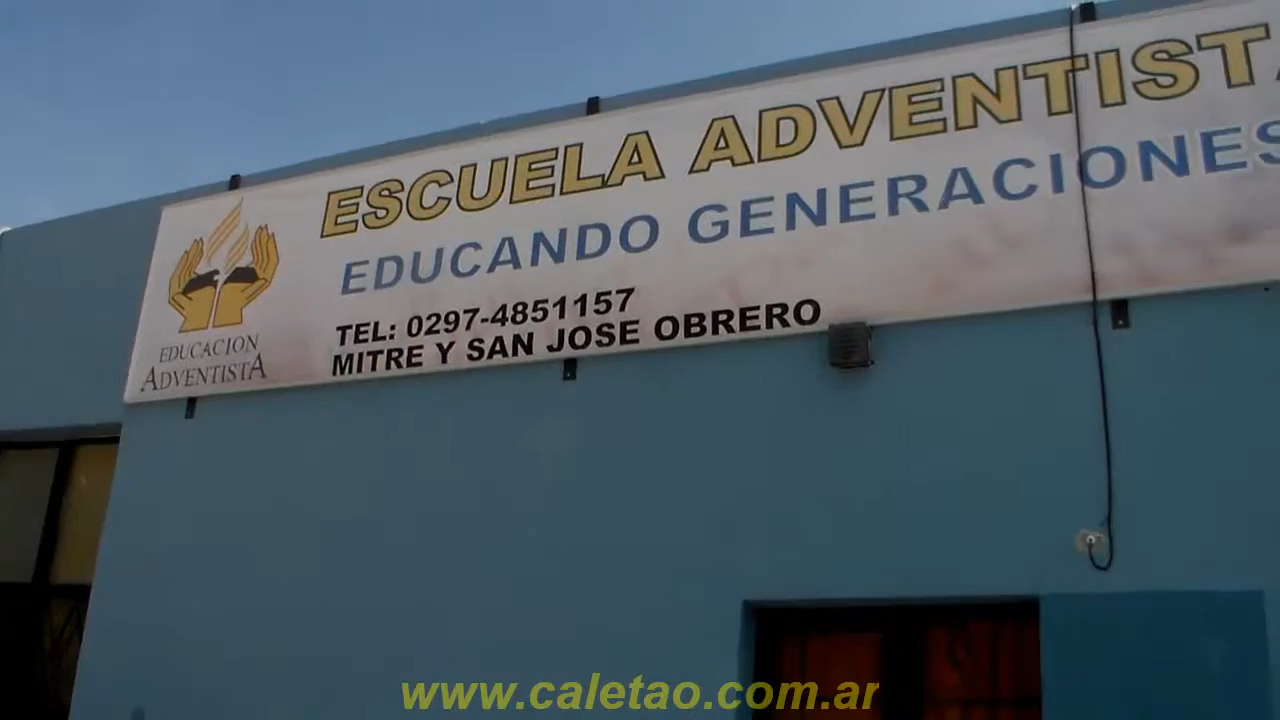 ESCUELA ADVENTISTA
EDUCANDO GENERACIONES
TEL: 0297-4851157
MITRE Y SAN JOSE OBRERO
EDUCACION
ADVENTISTA
www.caletao.com.ar